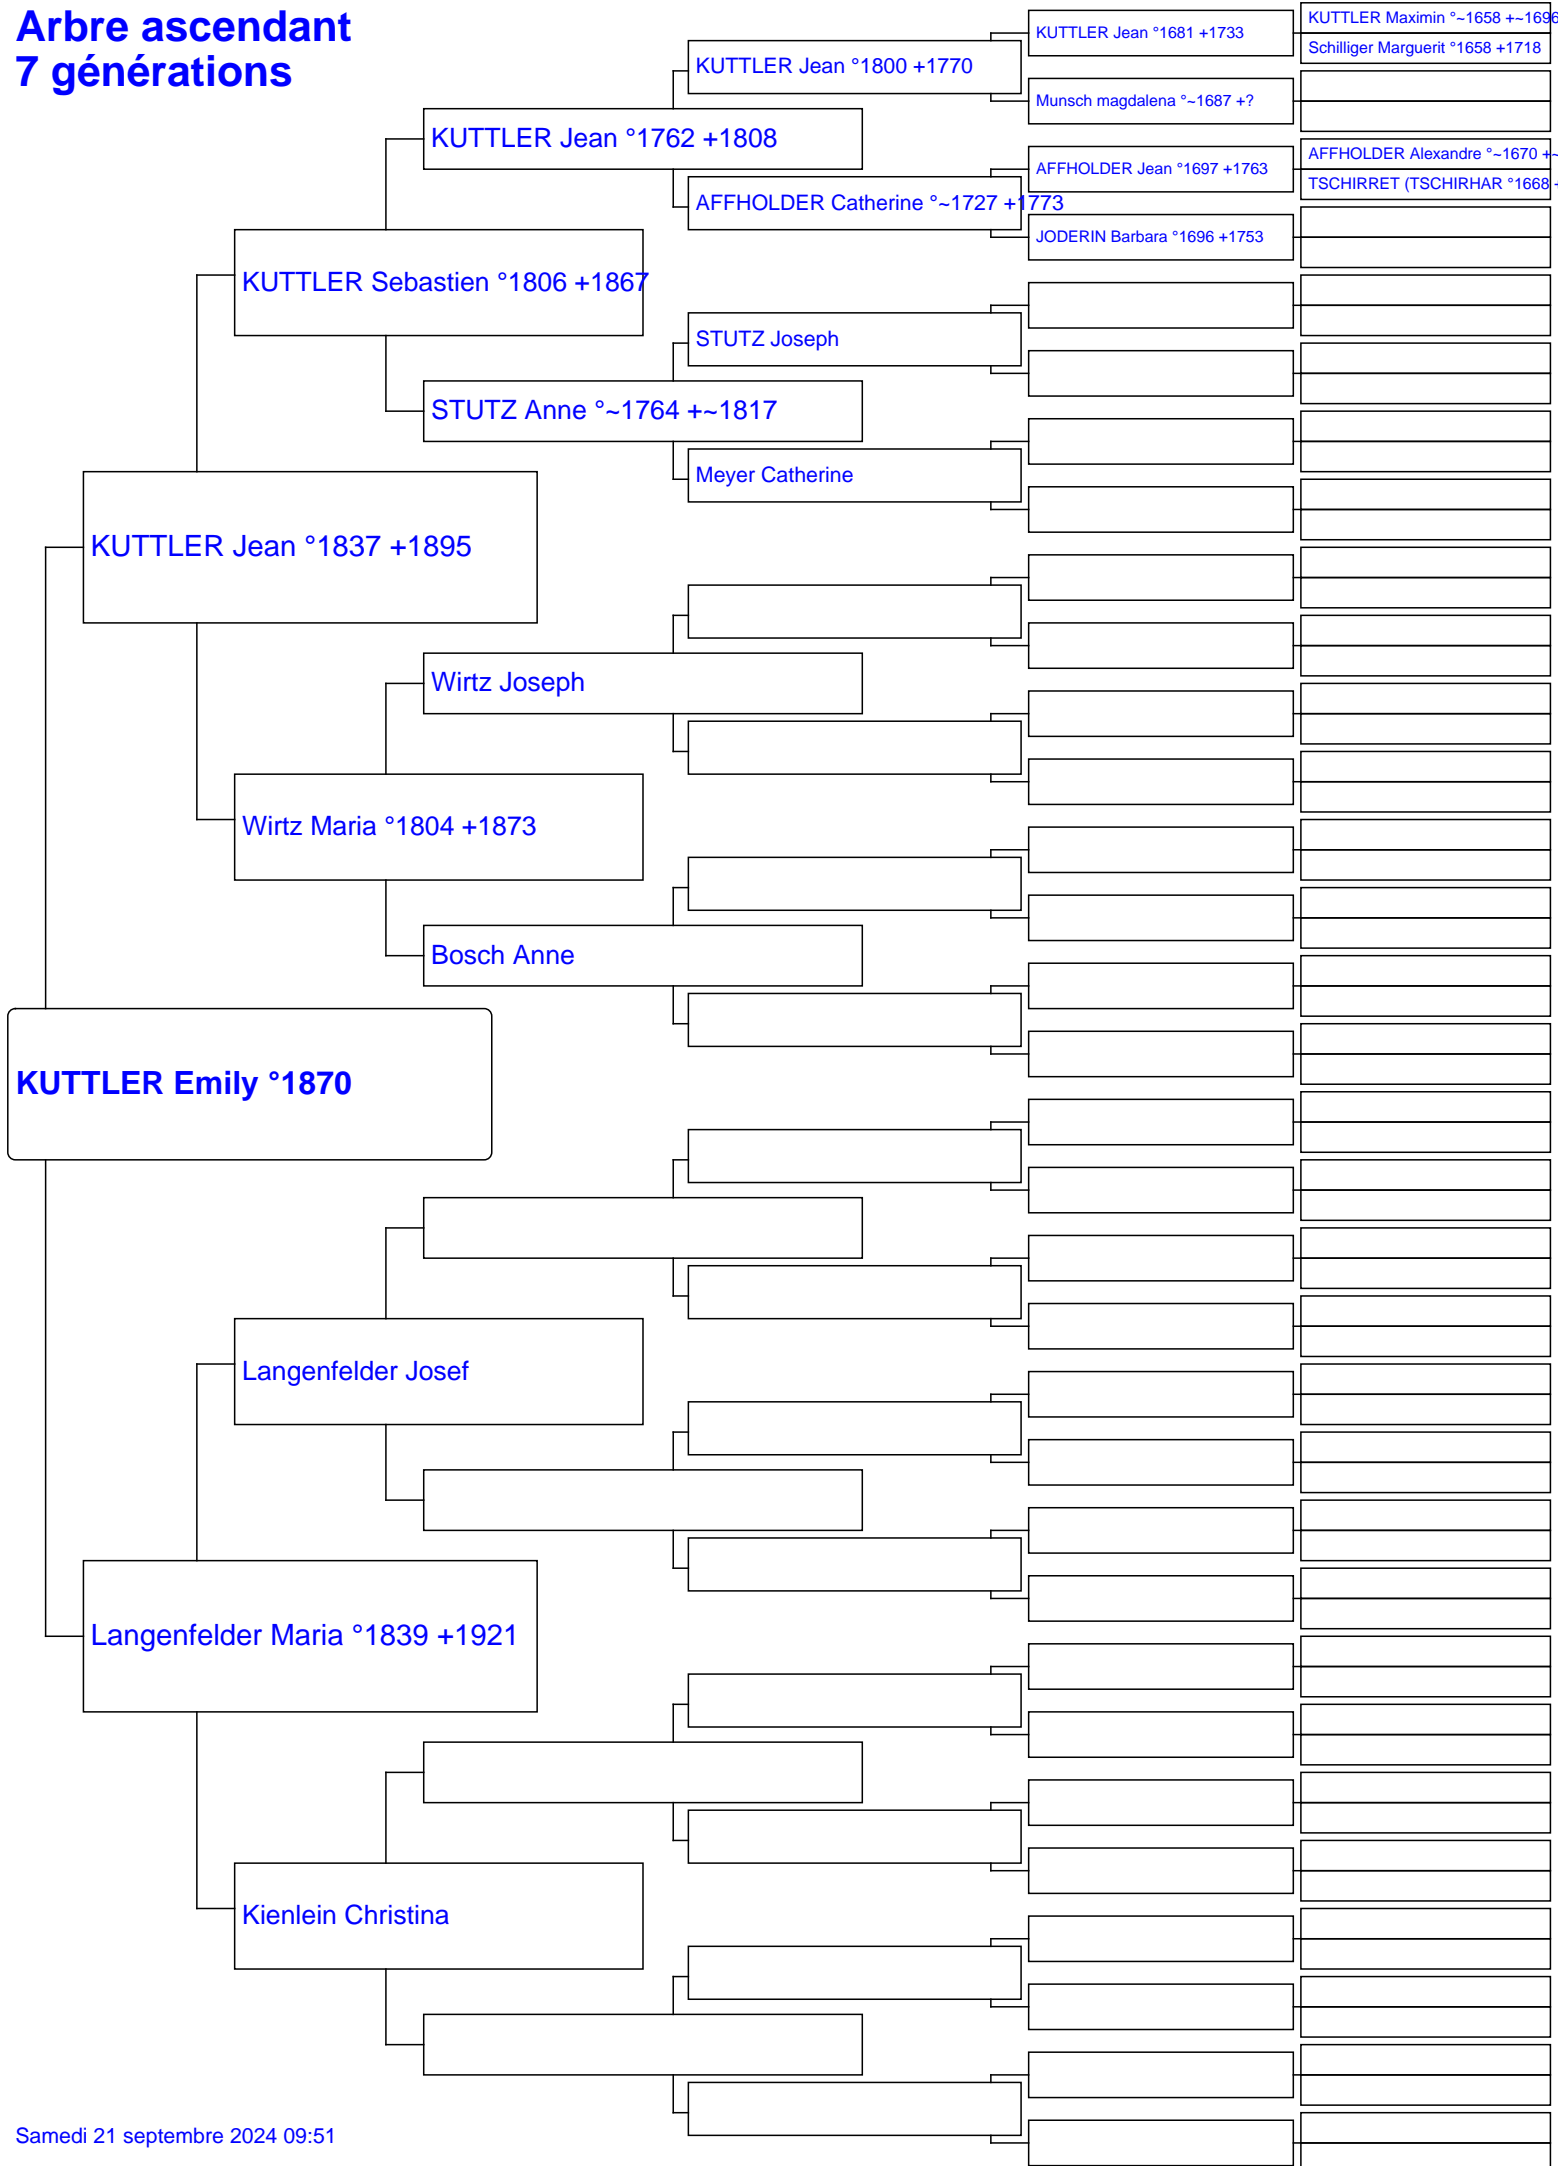 Arbre ascendant
7 générations
KUTTLER Maximin °~1658 +~1696
KUTTLER Jean °1681 +1733
Schilliger Marguerit °1658 +1718
KUTTLER Jean °1800 +1770
Munsch magdalena °~1687 +?
KUTTLER Jean °1762 +1808
AFFHOLDER Alexandre °~1670 +~
AFFHOLDER Jean °1697 +1763
TSCHIRRET (TSCHIRHAR °1668 +
AFFHOLDER Catherine °~1727 +1773
JODERIN Barbara °1696 +1753
KUTTLER Sebastien °1806 +1867
STUTZ Joseph
STUTZ Anne °~1764 +~1817
Meyer Catherine
KUTTLER Jean °1837 +1895
Wirtz Joseph
Wirtz Maria °1804 +1873
Bosch Anne
KUTTLER Emily °1870
Langenfelder Josef
Langenfelder Maria °1839 +1921
Kienlein Christina
Samedi 21 septembre 2024 09:51